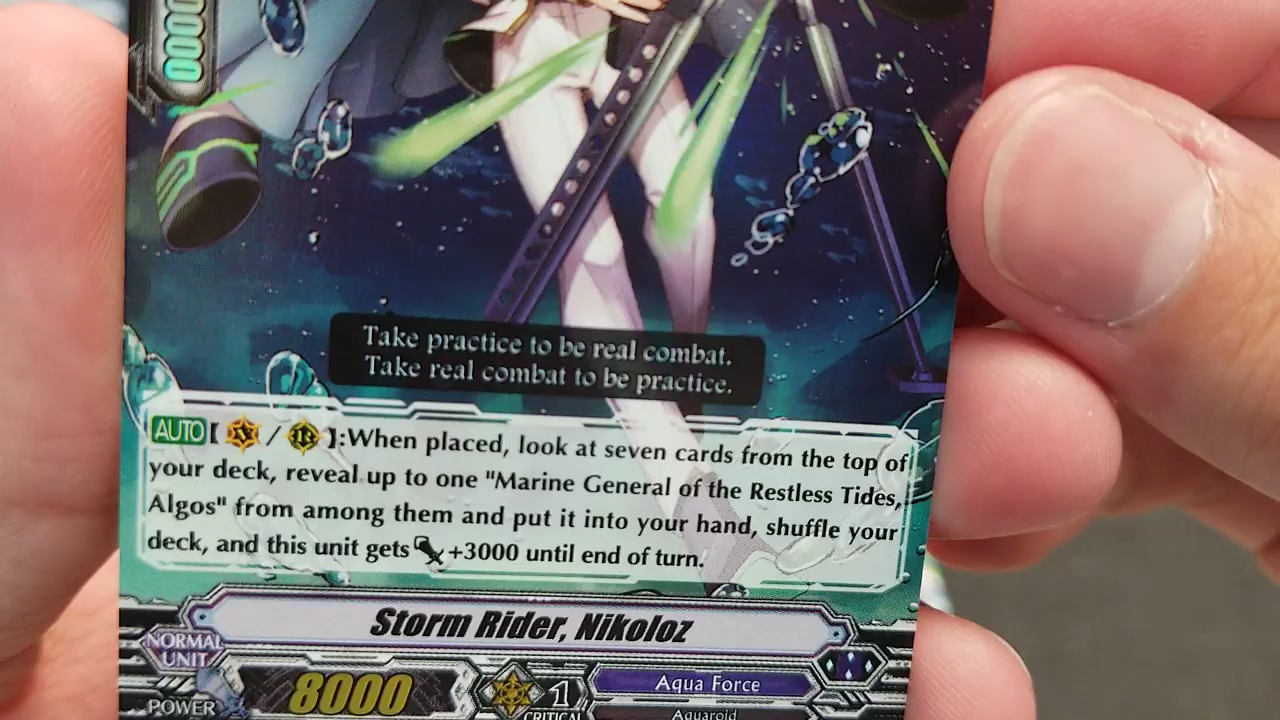 0000
Take practice to be real combat.
Take real combat to be practice.
AUTO【 V / R 】:When placed, look at seven cards from the top of
your deck, reveal up to one "Marine General of the Restless Tides,
Algos" from among them and put it into your hand, shuffle your
deck, and this unit gets +3000 until end of turn.
Storm Rider, Nikoloz
NORMAL
UNIT
POWER
8000
1
CRITICAL
Aqua Force
Aquaroid